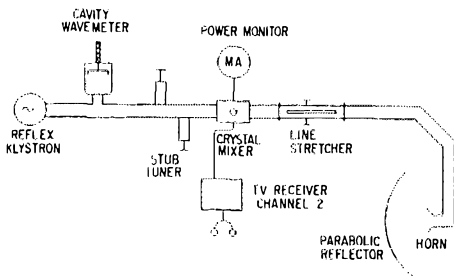 CAVITY
WAVEMETER
POWER MONITOR
MA
REFLEX
KLYSTRON
STUB
TUNER
CRYSTAL
MIXER
LINE
STRETCHER
TV RECEIVER
CHANNEL 2
PARABOLIC
REFLECTOR
HORN